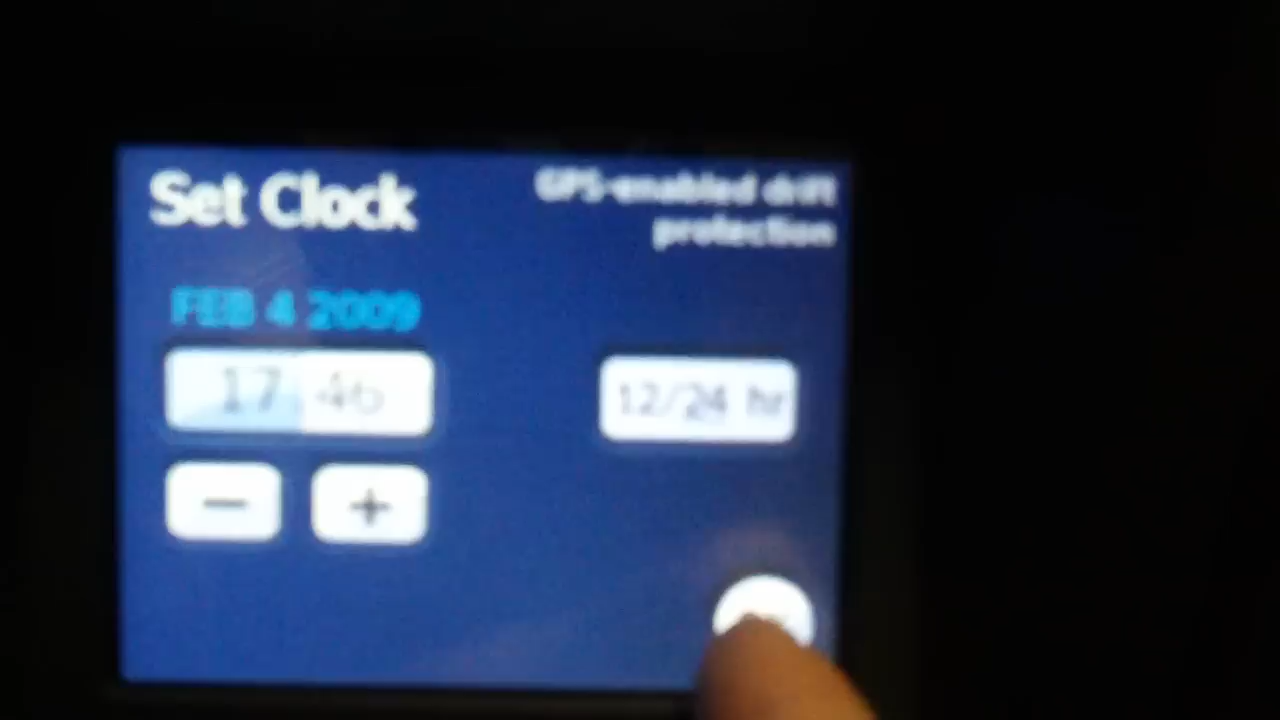 Set Clock
GPS-enabled drift
protection
FEB 4 2009
17 46
12/24 hr
- +